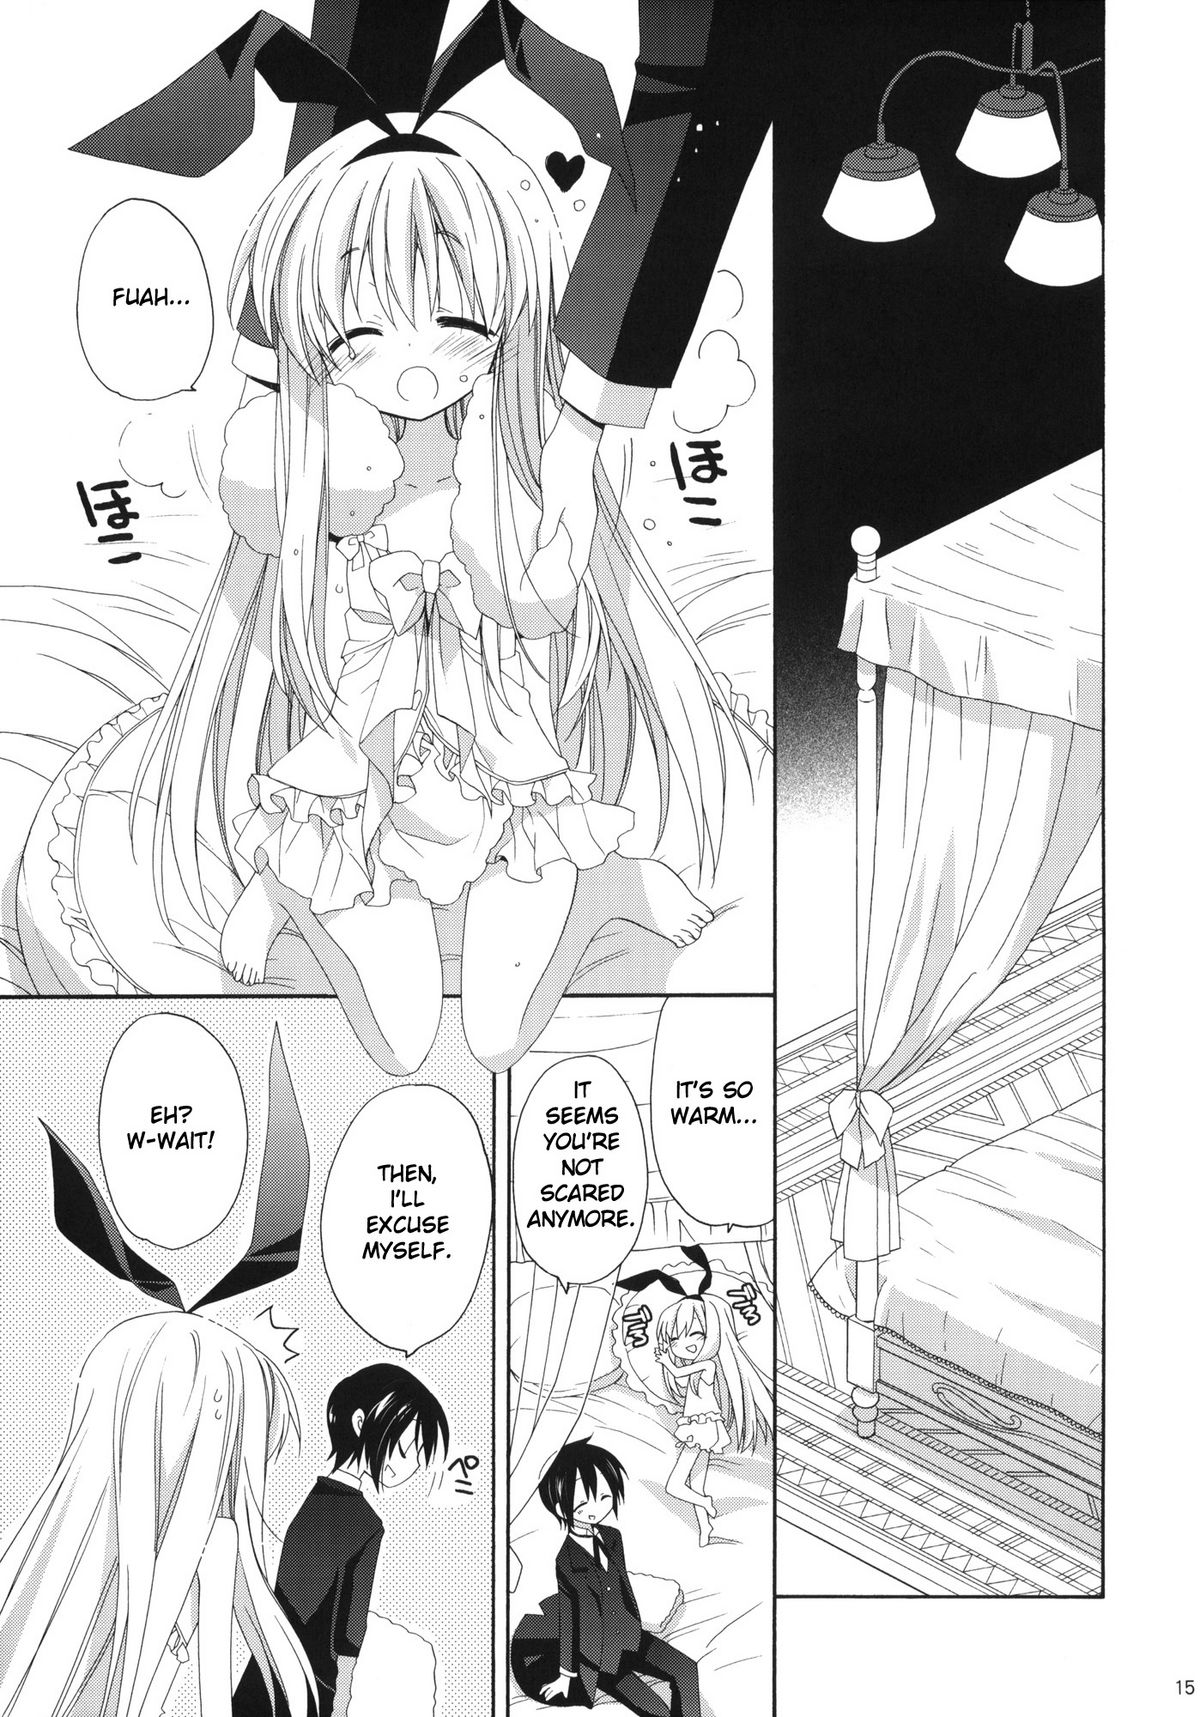 FUAH...
ほこ
ほこ
IT'S SO
WARM...
IT
SEEMS
YOU'RE
NOT
SCARED
ANYMORE.
THEN,
I'LL
EXCUSE
MYSELF.
EH?
W-WAIT!
ペこ
15